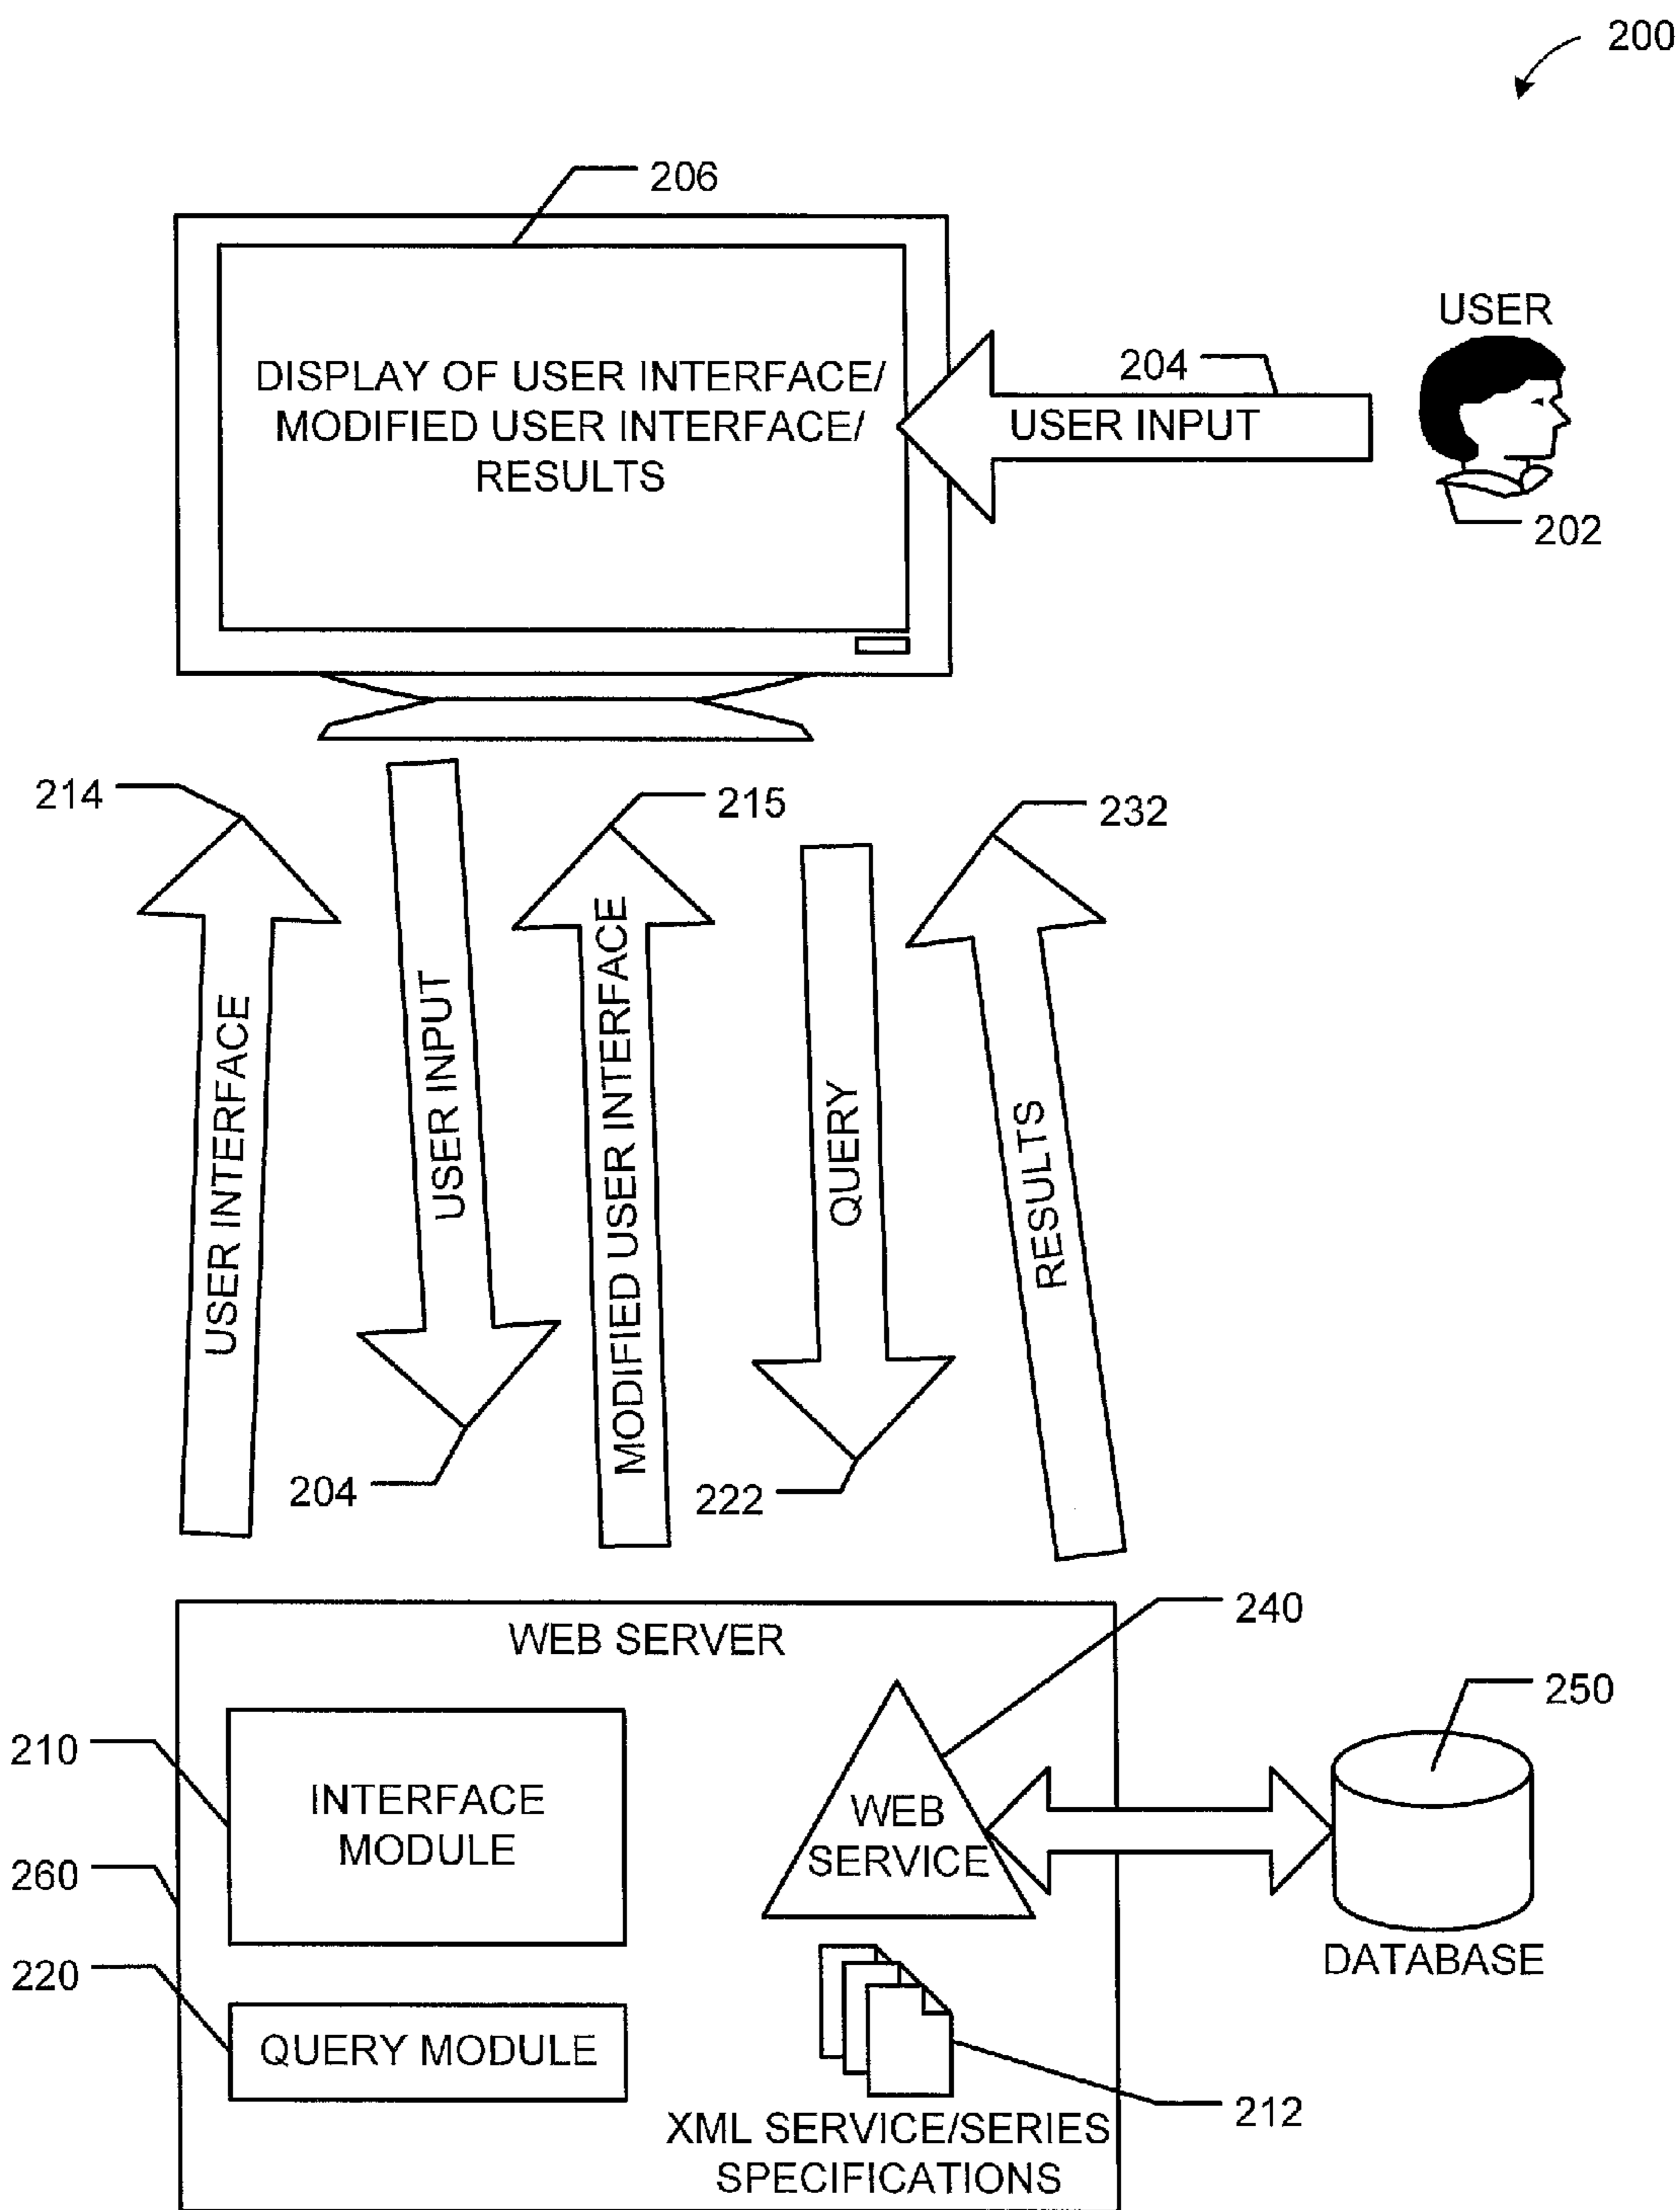 200
206
USER
DISPLAY OF USER INTERFACE/
MODIFIED USER INTERFACE/
RESULTS
204
USER INPUT
202
214
215
232
USER INTERFACE
USER INPUT
MODIFIED USER INTERFACE
QUERY
RESULTS
204
222
WEB SERVER
240
250
210
INTERFACE
MODULE
WEB
SERVICE
260
DATABASE
220
QUERY MODULE
212
XML SERVICE/SERIES
SPECIFICATIONS